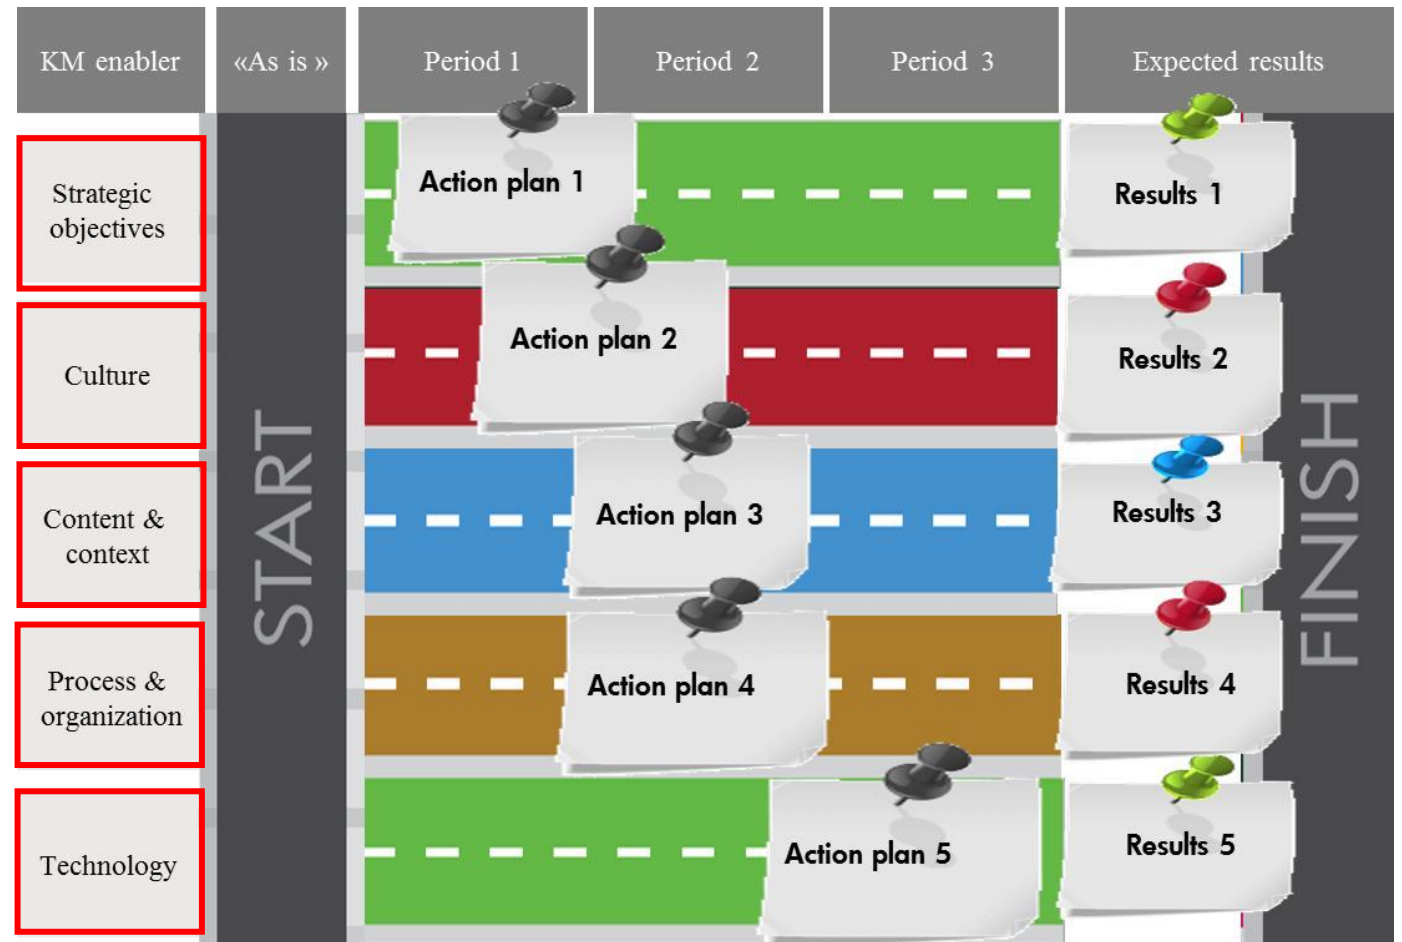 KM enabler
«As is »
Period 1
Period 2
Period 3
Expected results
Strategic
objectives
Action plan 1
Results 1
Culture
Action plan 2
Results 2
Content &
context
Action plan 3
Results 3
Process &
organization
Action plan 4
Results 4
Technology
Action plan 5
Results 5
START
FINISH